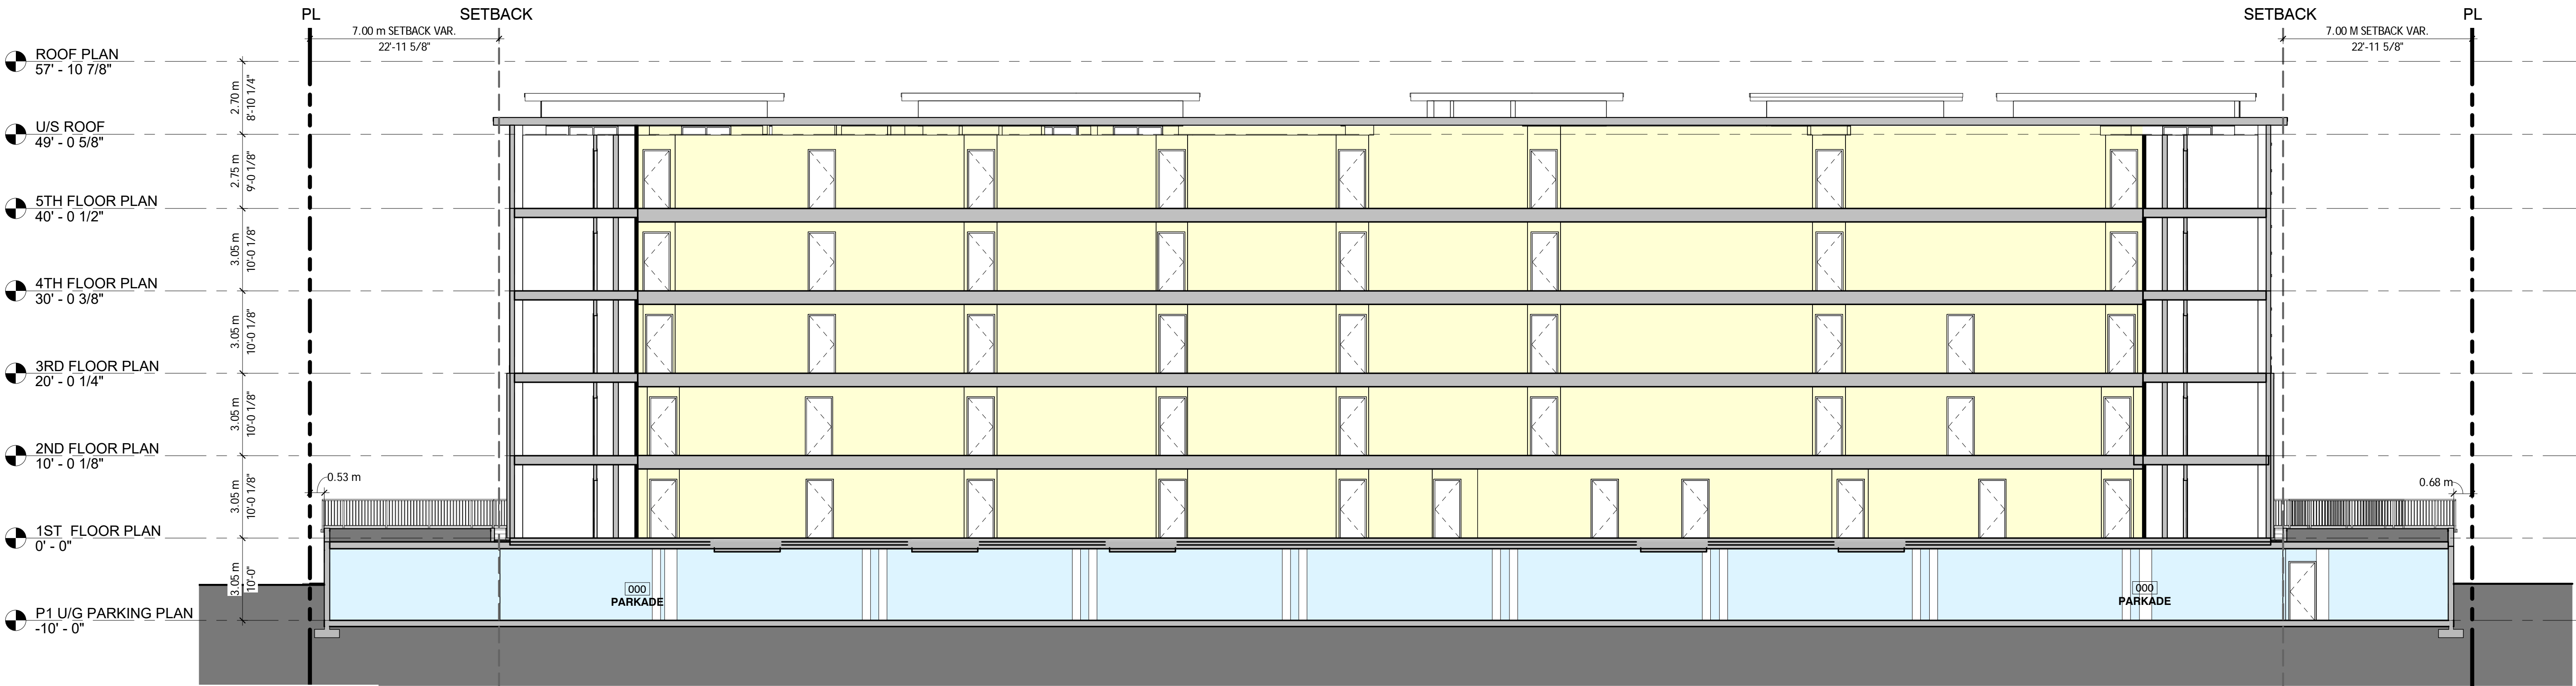 PL
SETBACK
SETBACK
PL
7.00 m SETBACK VAR.
22'-11 5/8"
7.00 M SETBACK VAR.
22'-11 5/8"
ROOF PLAN
57' - 10 7/8"
2.70 m
8'-10 1/4"
U/S ROOF
49' - 0 5/8"
2.75 m
9'-0 1/8"
5TH FLOOR PLAN
40' - 0 1/2"
3.05 m
10'-0 1/8"
4TH FLOOR PLAN
30' - 0 3/8"
3.05 m
10'-0 1/8"
3RD FLOOR PLAN
20' - 0 1/4"
3.05 m
10'-0 1/8"
2ND FLOOR PLAN
10' - 0 1/8"
0.53 m
0.68 m
3.05 m
10'-0 1/8"
1ST FLOOR PLAN
0' - 0"
3.05 m
10'-0"
000
PARKADE
000
PARKADE
P1 U/G PARKING PLAN
-10' - 0"